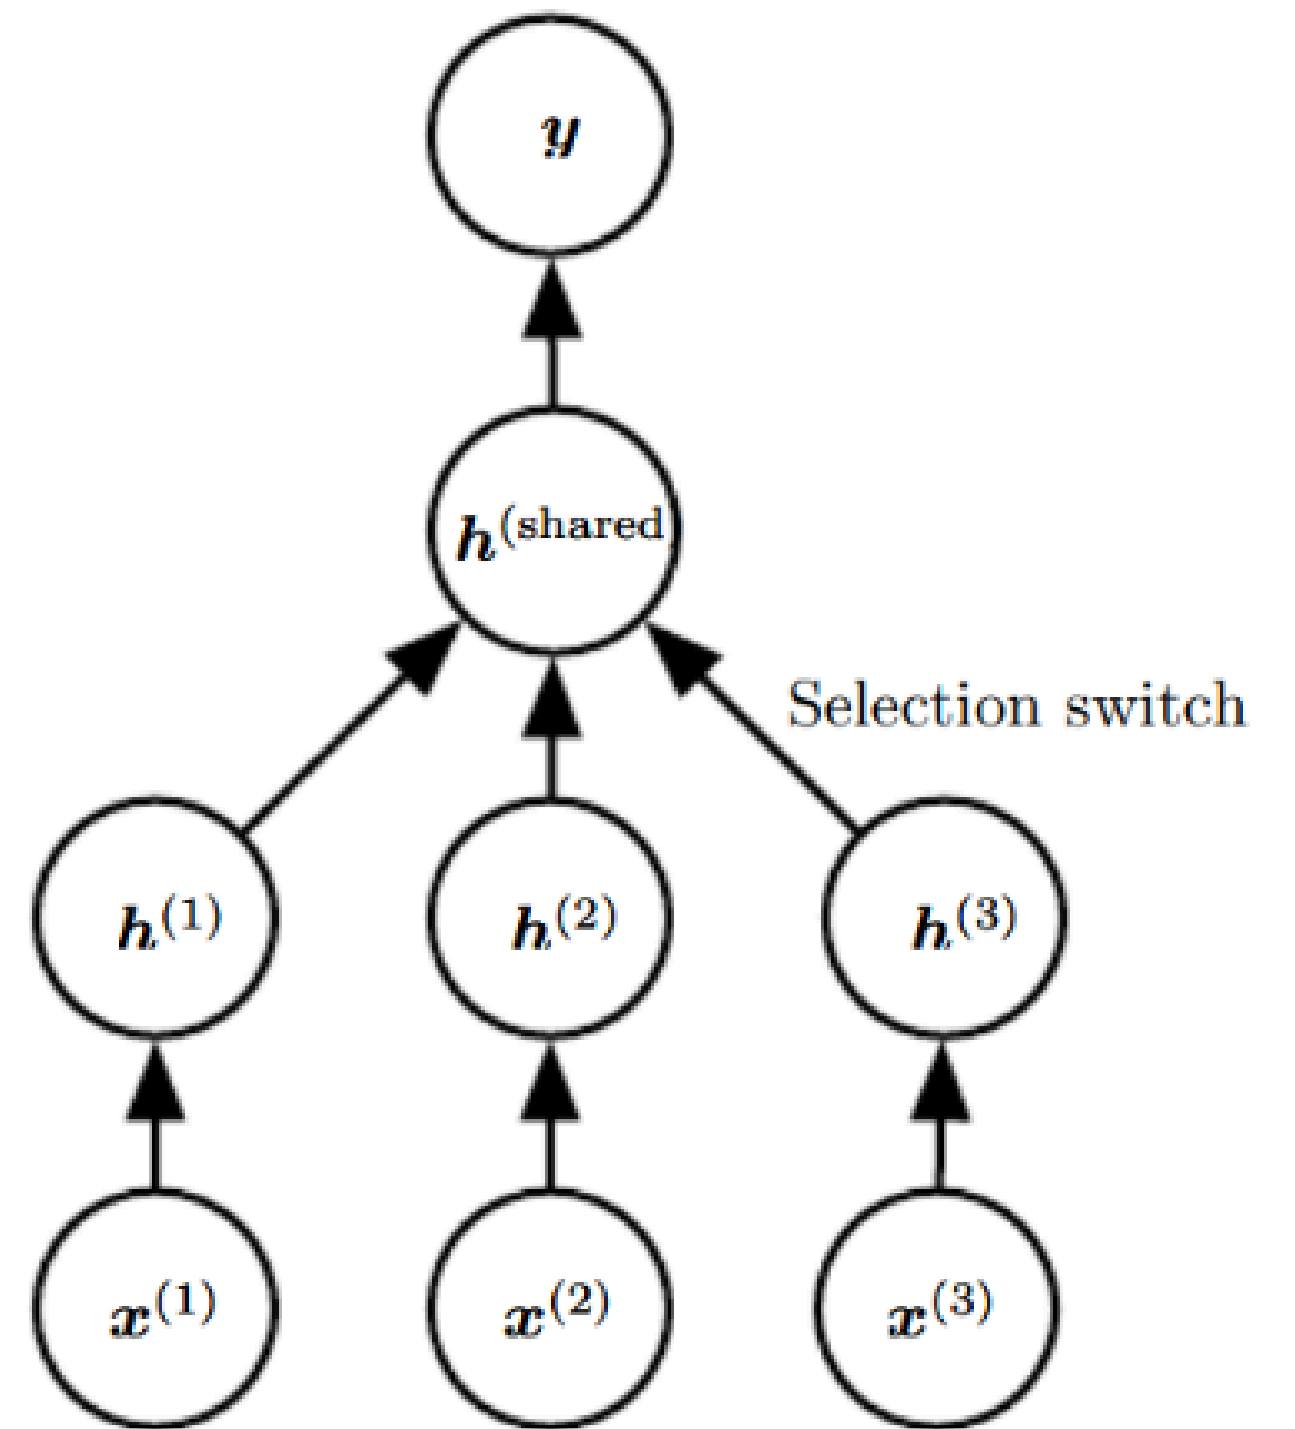 y
h(shared
Selection switch
h(1) h(2) h(3)
x(1) x(2) x(3)